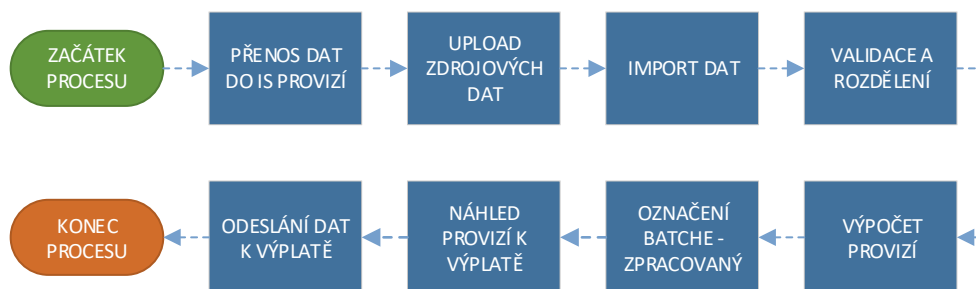 ZAČÁTEK
PROCESU
PŘENOS DAT
DO IS PROVIZÍ
UPLOAD
ZDROJOVÝCH
DAT
IMPORT DAT
VALIDACE A
ROZDĚLENÍ
VÝPOČET
PROVIZÍ
OZNAČENÍ
BATCHE -
ZPRACOVANÝ
NÁHLED
PROVIZÍ K
VÝPLATĚ
ODESLÁNÍ DAT
K VÝPLATĚ
KONEC
PROCESU